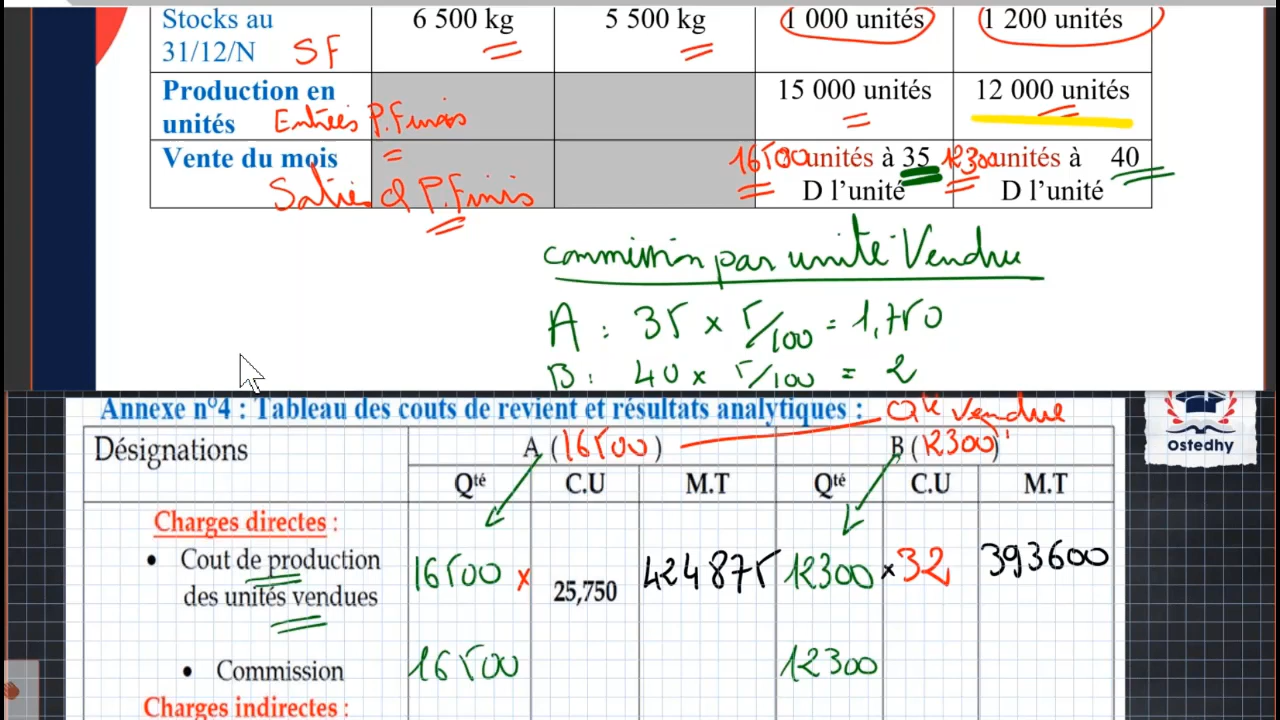 Stocks au 6 500 kg 5 500 kg 1 000 unités 1 200 unités
31/12/N SF
Production en 15 000 unités 12 000 unités
unités Entrées P.Finis
Vente du mois 16500 unités à 35 12300 unités à 40
Sorties P.Finis D l'unité D l'unité
commission par unité Vendue
A : 35 x 5/100 = 1,750
B : 40 x 5/100 = 2
Annexe n°4 : Tableau des couts de revient et résultats analytiques : Qté Vendue
Désignations A (16500) B (12300)
Qté C.U M.T Qté C.U M.T
Charges directes :
• Cout de production 16500 x 25,750 424875 12300 x 32 393600
des unités vendues
• Commission 16500 12300
Charges indirectes :
Ostedhy